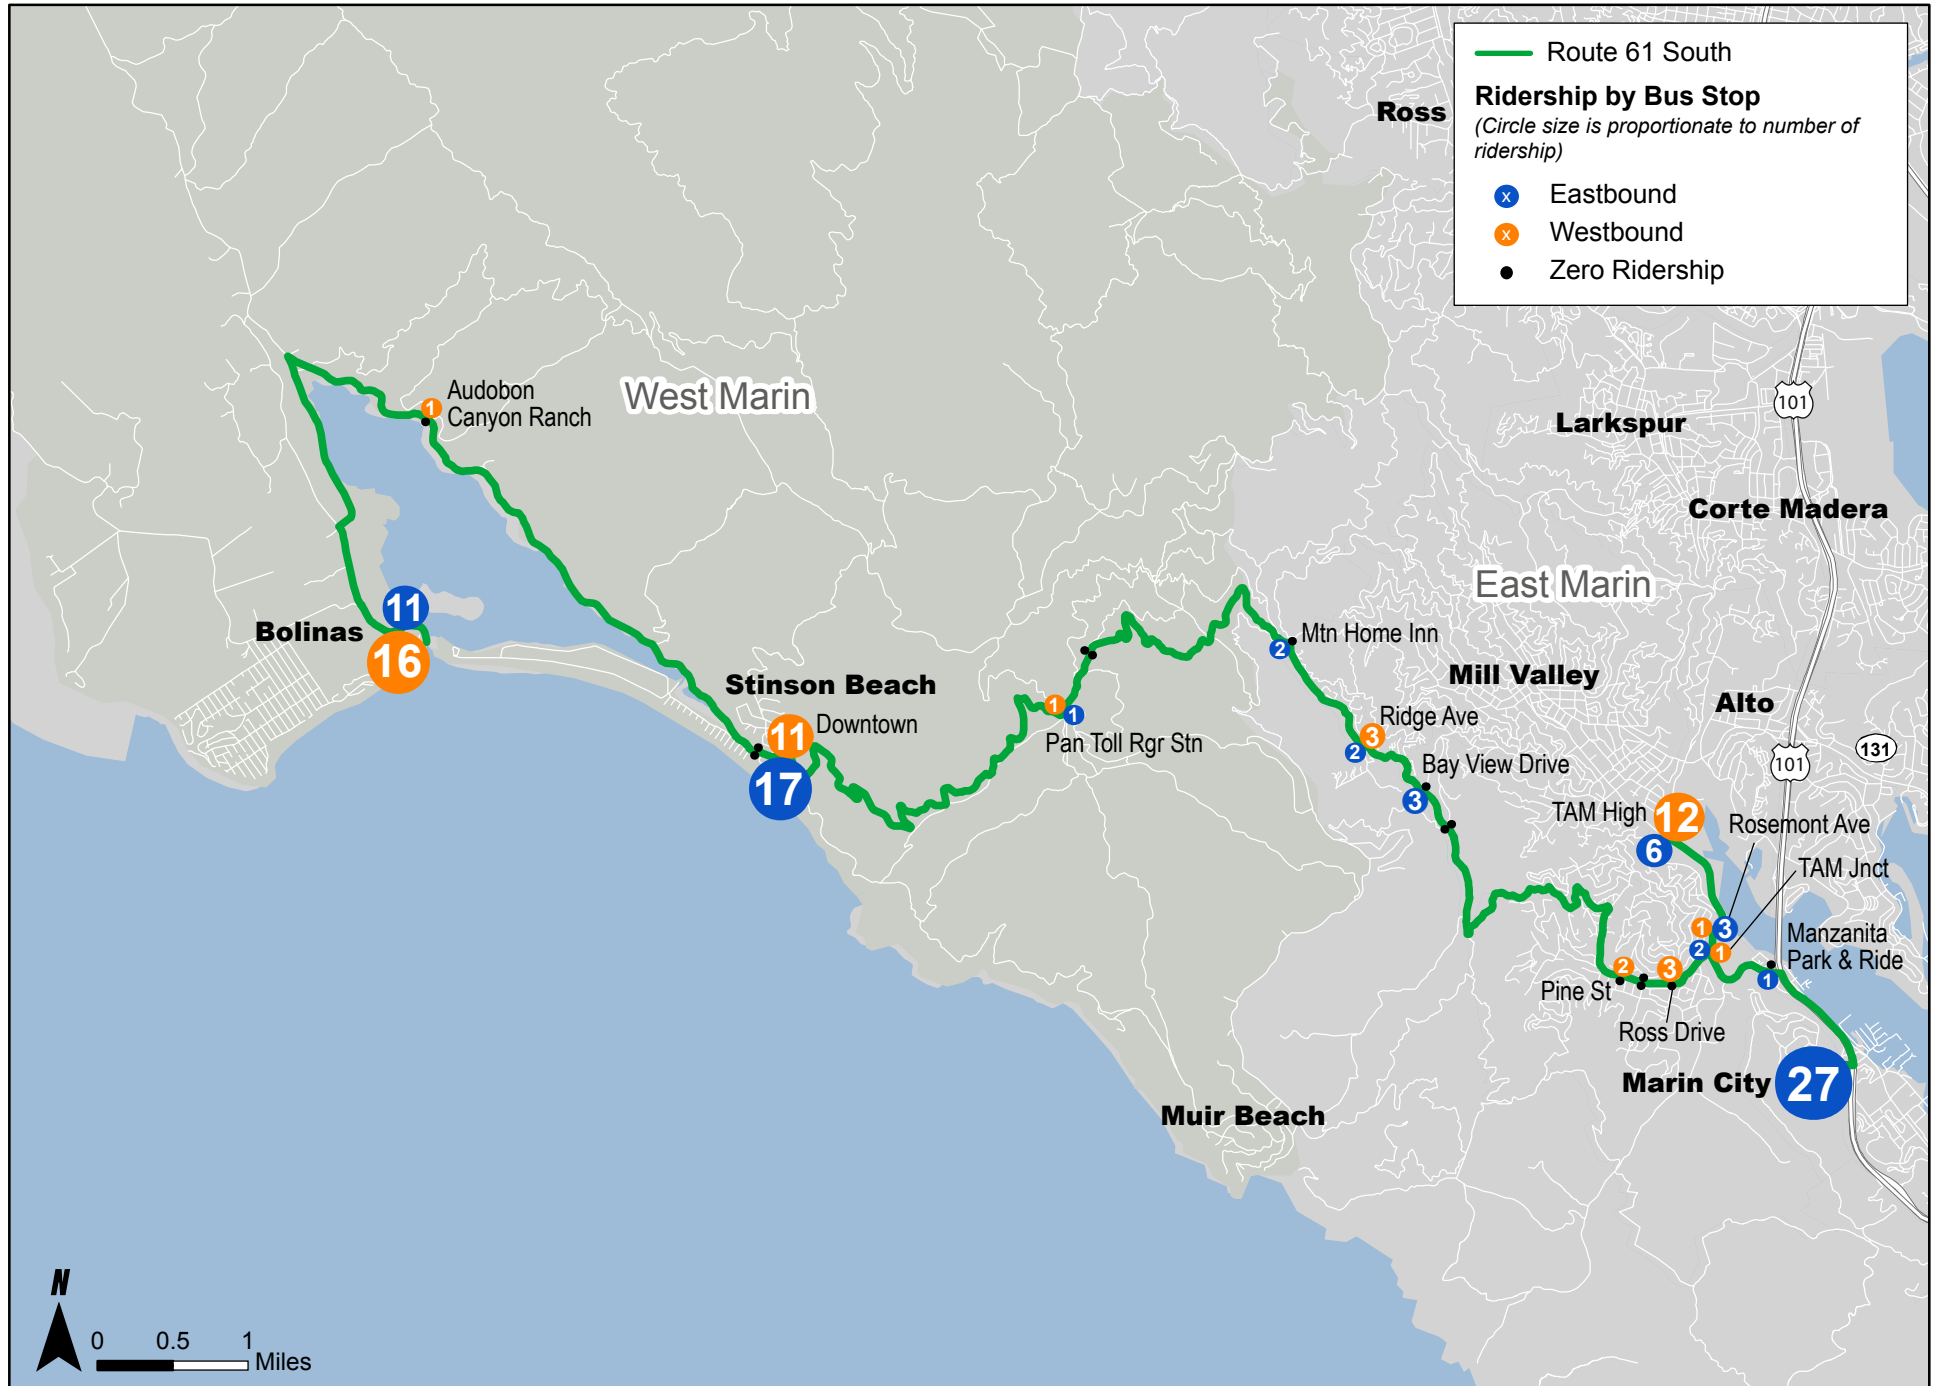 Route 61 South
Ridership by Bus Stop
(Circle size is proportionate to number of
ridership)
x Eastbound
x Westbound
Zero Ridership
Ross
101
Larkspur
Corte Madera
West Marin
East Marin
1
Audobon
Canyon Ranch
11
Bolinas
16
Stinson Beach
11
Downtown
17
1
1
Pan Toll Rgr Stn
Mtn Home Inn
2
Mill Valley
Alto
131
101
Ridge Ave
3
2
Bay View Drive
3
TAM High
12
6
Rosemont Ave
TAM Jnct
1
3
2
1
Manzanita
Park & Ride
1
2
3
Pine St
Ross Drive
Marin City
27
Muir Beach
N
0 0.5 1
Miles